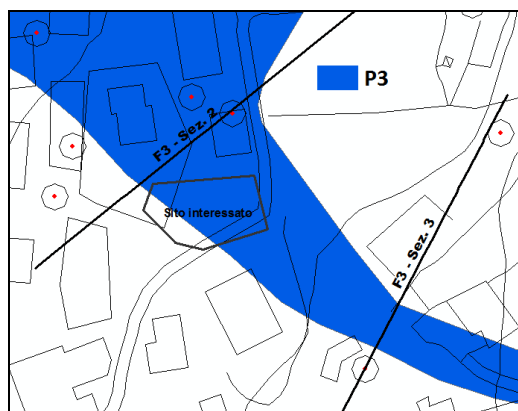 P3
F3 - Sez. 2
Sito Interessato
F3 - Sez. 3